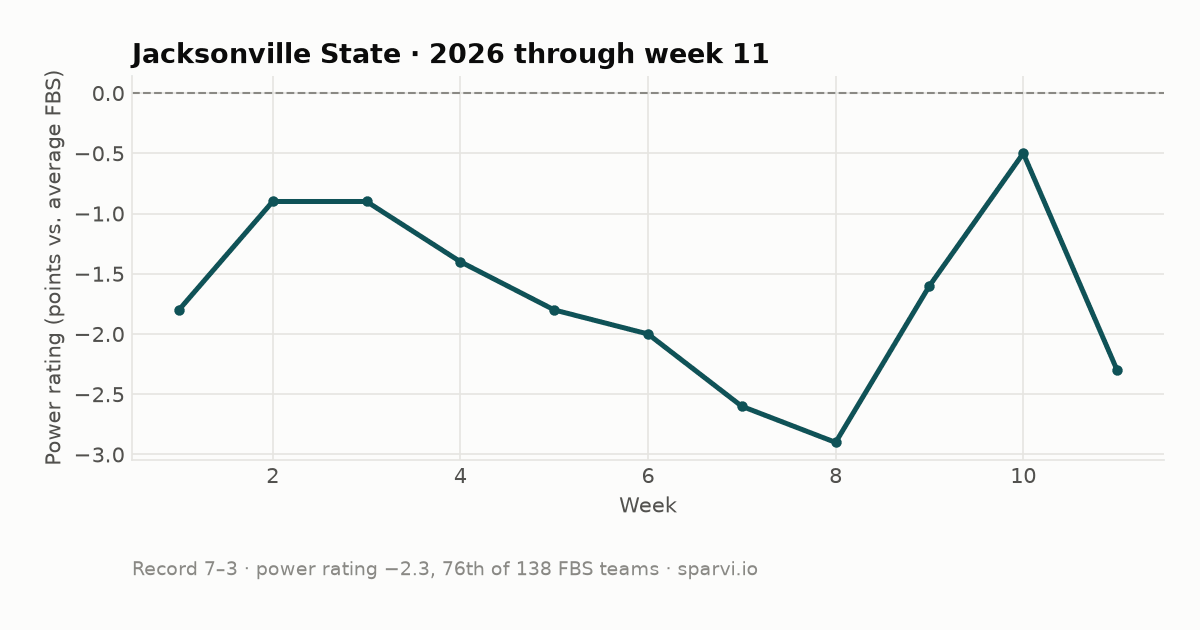 Jacksonville State · 2026 through week 11
Power rating (points vs. average FBS)
0.0
−0.5
−1.0
−1.5
−2.0
−2.5
−3.0
2 4 6 8 10
Week
Record 7–3 · power rating −2.3, 76th of 138 FBS teams · sparvi.io